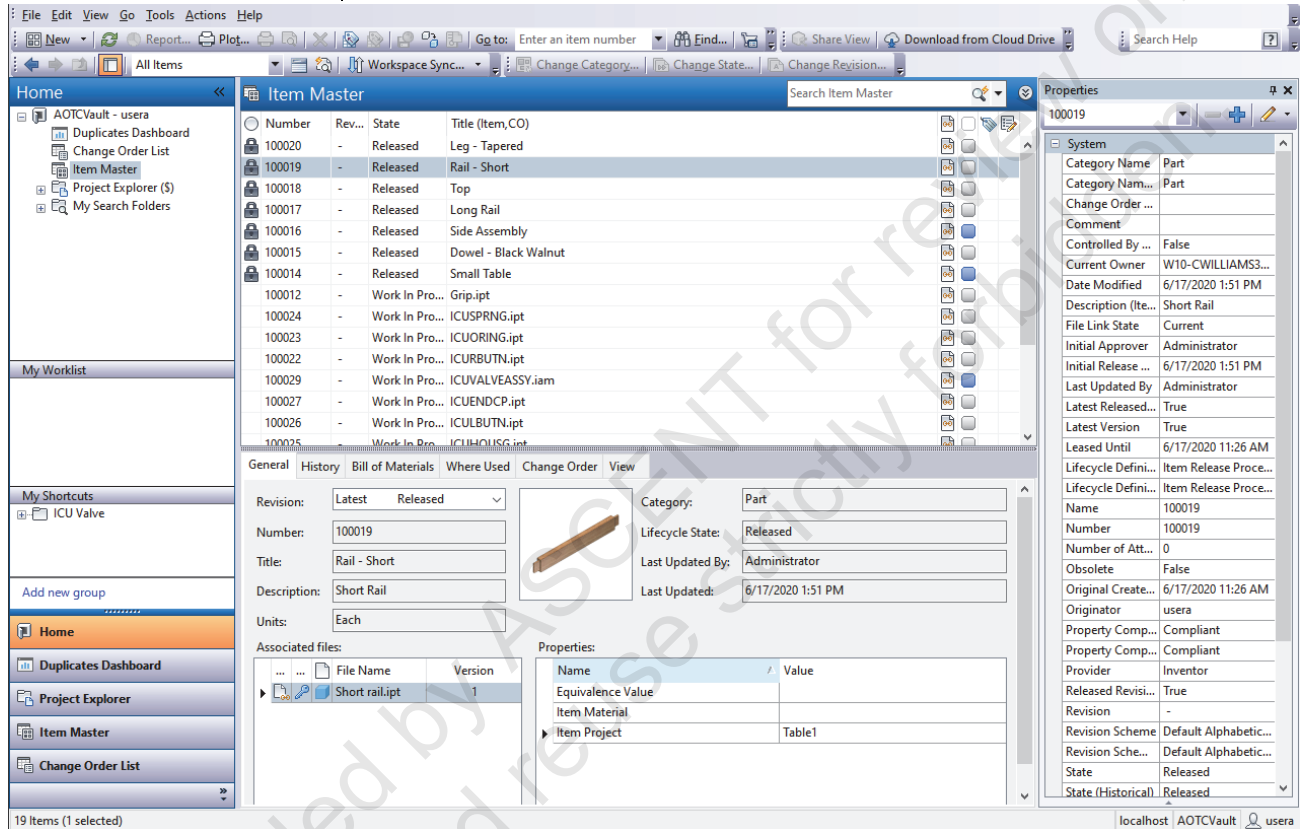 File Edit View Go Tools Actions Help
New Report... Plot... Go to: Enter an item number Find... Share View Download from Cloud Drive Search Help
All Items Workspace Sync... Change Category... Change State... Change Revision...
Home
AOTCVault - usera
Duplicates Dashboard
Change Order List
Item Master
Project Explorer ($)
My Search Folders
My Worklist
My Shortcuts
ICU Valve
Add new group
Home
Duplicates Dashboard
Project Explorer
Item Master
Change Order List
Item Master Search Item Master
Number Rev... State Title (Item,CO)
100020 - Released Leg - Tapered
100019 - Released Rail - Short
100018 - Released Top
100017 - Released Long Rail
100016 - Released Side Assembly
100015 - Released Dowel - Black Walnut
100014 - Released Small Table
100012 - Work In Pro... Grip.ipt
100024 - Work In Pro... ICUSPRNG.ipt
100023 - Work In Pro... ICUORING.ipt
100022 - Work In Pro... ICURBUTN.ipt
100029 - Work In Pro... ICUVALVEASSY.iam
100027 - Work In Pro... ICUENDCP.ipt
100026 - Work In Pro... ICULBUTN.ipt
100025 - Work In Pro... ICUHOUSG.ipt
General History Bill of Materials Where Used Change Order View
Revision: Latest Released Category: Part
Number: 100019 Lifecycle State: Released
Title: Rail - Short Last Updated By: Administrator
Description: Short Rail Last Updated: 6/17/2020 1:51 PM
Units: Each
Associated files: Properties:
... ... File Name Version Name Value
Short rail.ipt 1 Equivalence Value
Item Material
Item Project Table1
Properties
100019
System
Category Name Part
Category Nam... Part
Change Order ...
Comment
Controlled By ... False
Current Owner W10-CWILLIAMS3...
Date Modified 6/17/2020 1:51 PM
Description (Ite... Short Rail
File Link State Current
Initial Approver Administrator
Initial Release ... 6/17/2020 1:51 PM
Last Updated By Administrator
Latest Released... True
Latest Version True
Leased Until 6/17/2020 11:26 AM
Lifecycle Defini... Item Release Proce...
Lifecycle Defini... Item Release Proce...
Name 100019
Number 100019
Number of Att... 0
Obsolete False
Original Create... 6/17/2020 11:26 AM
Originator usera
Property Comp... Compliant
Property Comp... Compliant
Provider Inventor
Released Revisi... True
Revision -
Revision Scheme Default Alphabetic...
Revision Sche... Default Alphabetic...
State Released
State (Historical) Released
19 Items (1 selected) localhost AOTCVault usera
ed by ASCENT for review on
d reuse strictly forbidden